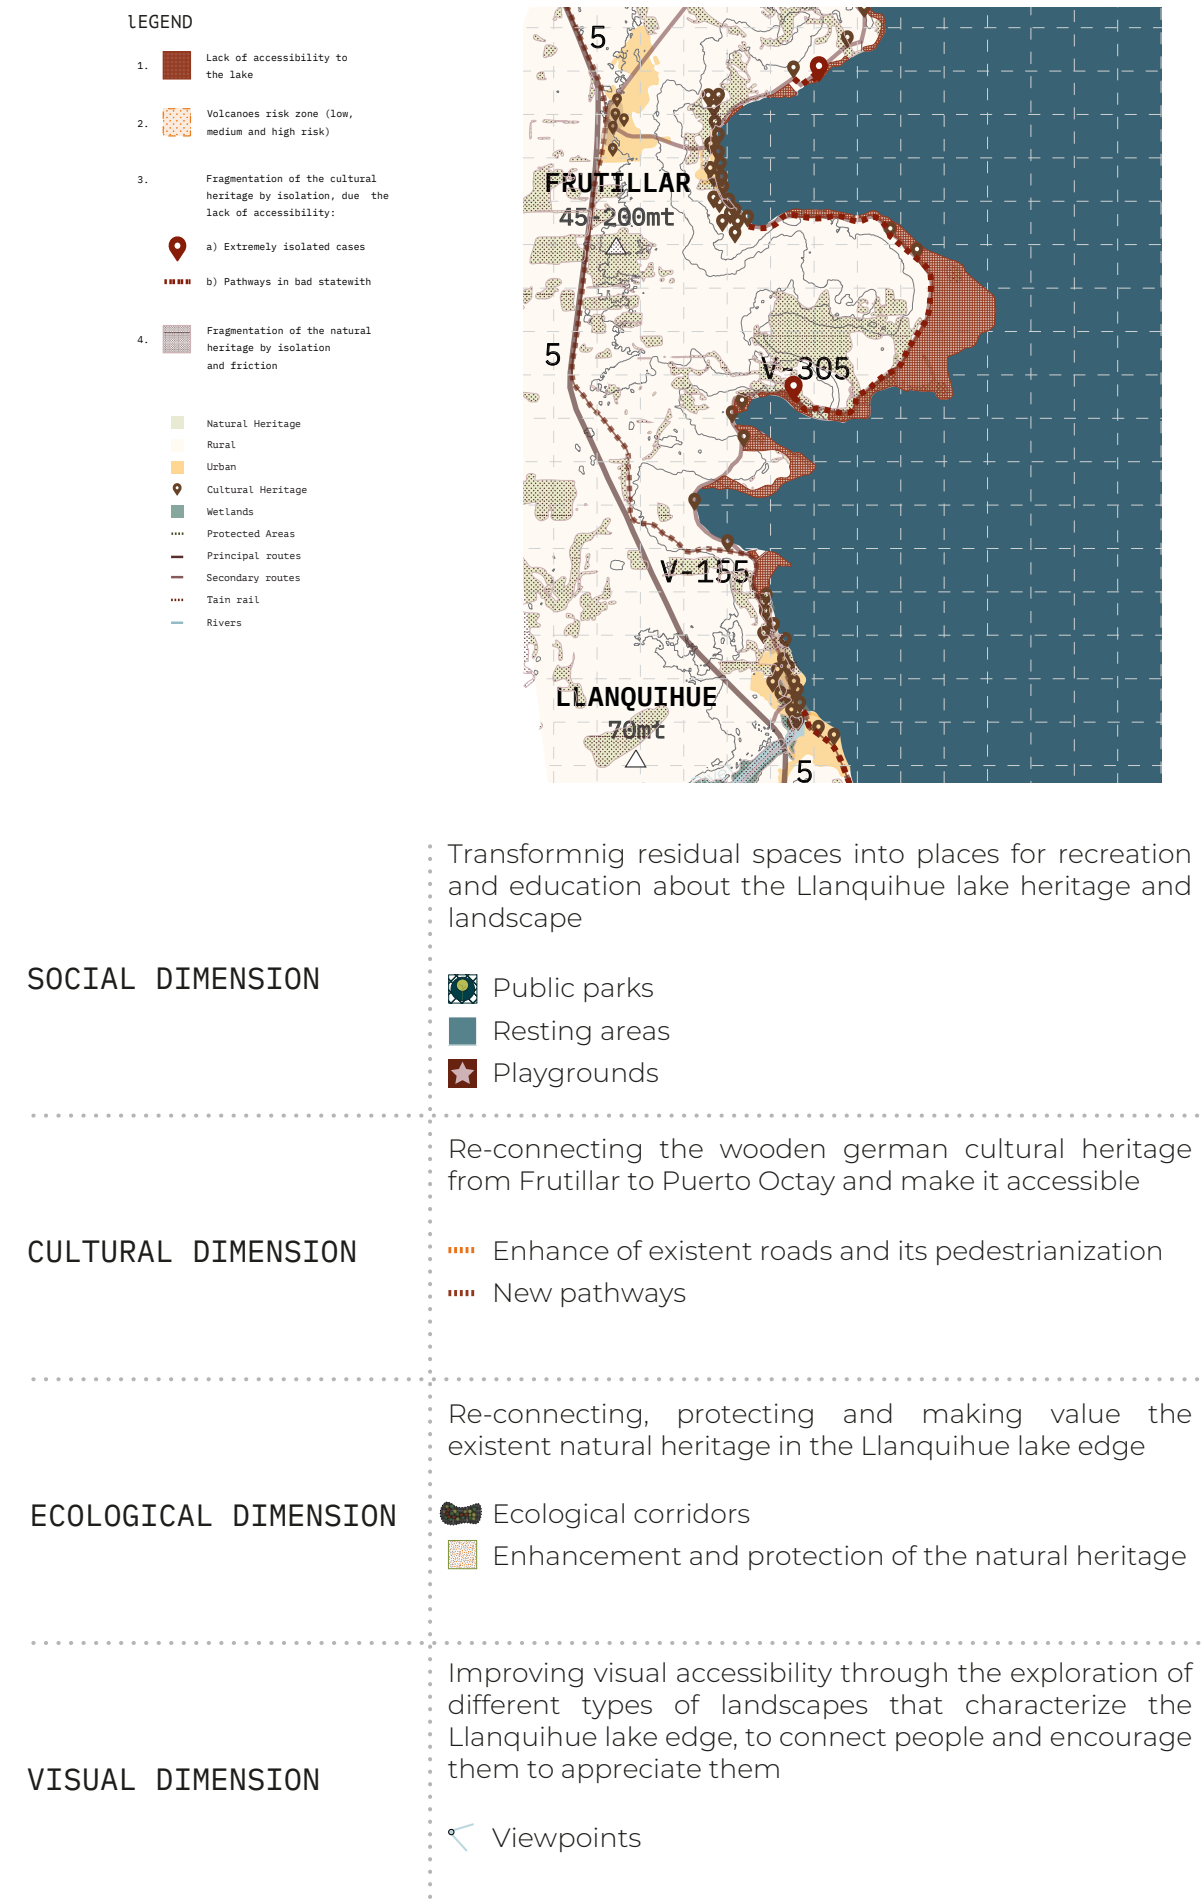 LEGEND
1. Lack of accessibility to
the lake
2. Volcanoes risk zone (low,
medium and high risk)
3. Fragmentation of the cultural
heritage by isolation, due the
lack of accessibility:
a) Extremely isolated cases
b) Pathways in bad statewith
4. Fragmentation of the natural
heritage by isolation
and friction
Natural Heritage
Rural
Urban
Cultural Heritage
Wetlands
Protected Areas
Principal routes
Secondary routes
Tain rail
Rivers
5
FRUTILLAR
45-200mt
5
V-305
V-155
LLANQUIHUE
70mt
5
SOCIAL DIMENSION
Transformnig residual spaces into places for recreation
and education about the Llanquihue lake heritage and
landscape
Public parks
Resting areas
Playgrounds
CULTURAL DIMENSION
Re-connecting the wooden german cultural heritage
from Frutillar to Puerto Octay and make it accessible
Enhance of existent roads and its pedestrianization
New pathways
ECOLOGICAL DIMENSION
Re-connecting, protecting and making value the
existent natural heritage in the Llanquihue lake edge
Ecological corridors
Enhancement and protection of the natural heritage
VISUAL DIMENSION
Improving visual accessibility through the exploration of
different types of landscapes that characterize the
Llanquihue lake edge, to connect people and encourage
them to appreciate them
Viewpoints